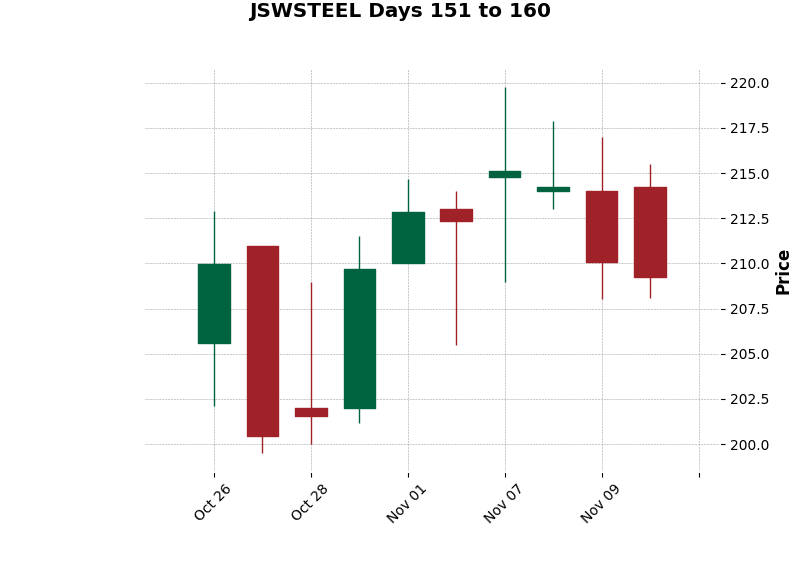 JSWSTEEL Days 151 to 160
220.0
217.5
215.0
212.5
210.0
207.5
205.0
202.5
200.0
Price
Oct 26
Oct 28
Nov 01
Nov 07
Nov 09